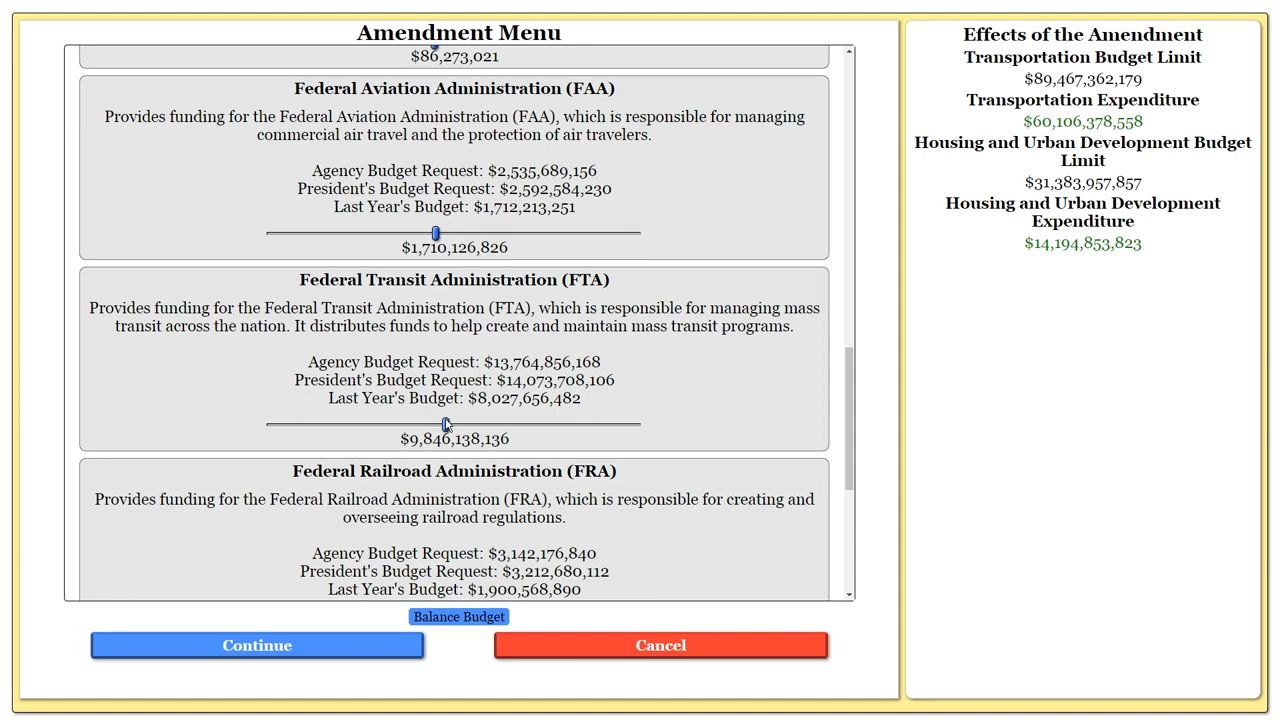 Amendment Menu
$86,273,021
Federal Aviation Administration (FAA)
Provides funding for the Federal Aviation Administration (FAA), which is responsible for managing
commercial air travel and the protection of air travelers.
Agency Budget Request: $2,535,689,156
President's Budget Request: $2,592,584,230
Last Year's Budget: $1,712,213,251
$1,710,126,826
Federal Transit Administration (FTA)
Provides funding for the Federal Transit Administration (FTA), which is responsible for managing mass
transit across the nation. It distributes funds to help create and maintain mass transit programs.
Agency Budget Request: $13,764,856,168
President's Budget Request: $14,073,708,106
Last Year's Budget: $8,027,656,482
$9,846,138,136
Federal Railroad Administration (FRA)
Provides funding for the Federal Railroad Administration (FRA), which is responsible for creating and
overseeing railroad regulations.
Agency Budget Request: $3,142,176,840
President's Budget Request: $3,212,680,112
Last Year's Budget: $1,900,568,890
Balance Budget
Continue
Cancel
Effects of the Amendment
Transportation Budget Limit
$89,467,362,179
Transportation Expenditure
$60,106,378,558
Housing and Urban Development Budget
Limit
$31,383,957,857
Housing and Urban Development
Expenditure
$14,194,853,823